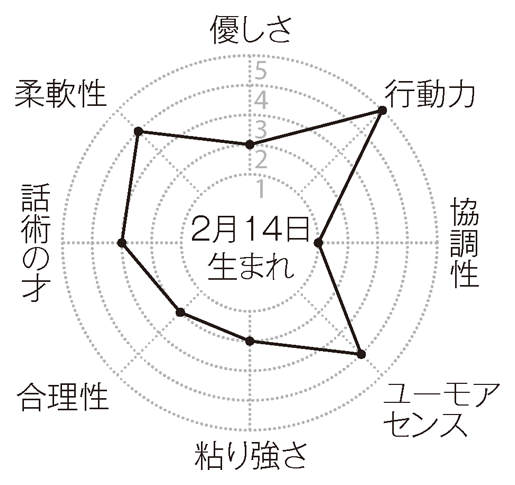 優しさ
行動力
協調性
ユーモア
センス
粘り強さ
合理性
話術の才
柔軟性
5
4
3
2
1
2月14日
生まれ